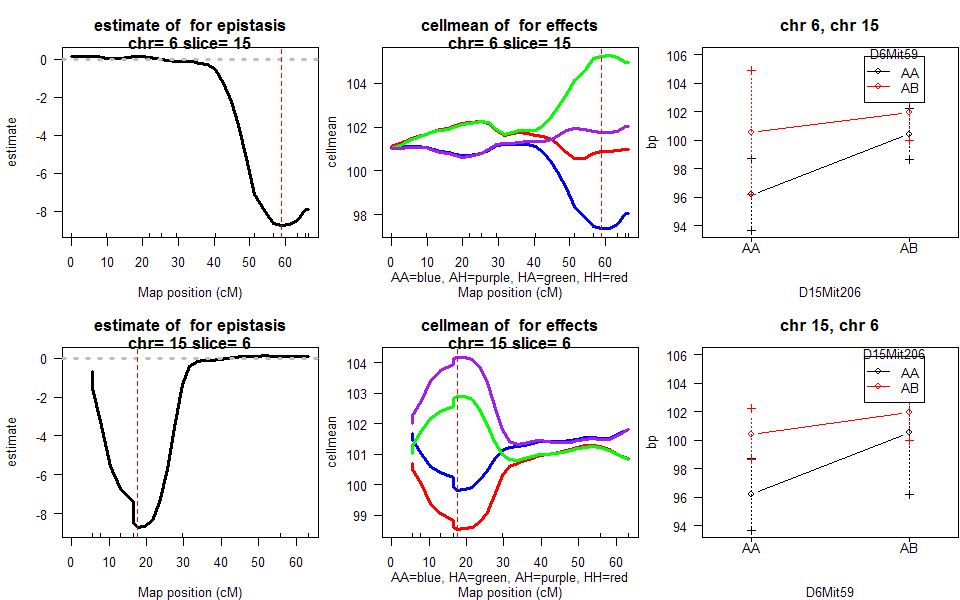 estimate of  for epistasis
chr= 6 slice= 15
estimate
0
-2
-4
-6
-8
0 10 20 30 40 50 60
Map position (cM)
cellmean of  for effects
chr= 6 slice= 15
cellmean
104
102
100
98
0 10 20 30 40 50 60
AA=blue, AH=purple, HA=green, HH=red
Map position (cM)
chr 6, chr 15
bp
106
104
102
100
98
96
94
D6Mit59
AA
AB
AA AB
D15Mit206
estimate of  for epistasis
chr= 15 slice= 6
estimate
0
-2
-4
-6
-8
0 10 20 30 40 50 60
Map position (cM)
cellmean of  for effects
chr= 15 slice= 6
cellmean
104
103
102
101
100
99
0 10 20 30 40 50 60
AA=blue, HA=green, AH=purple, HH=red
Map position (cM)
chr 15, chr 6
bp
106
104
102
100
98
96
94
D15Mit206
AA
AB
AA AB
D6Mit59